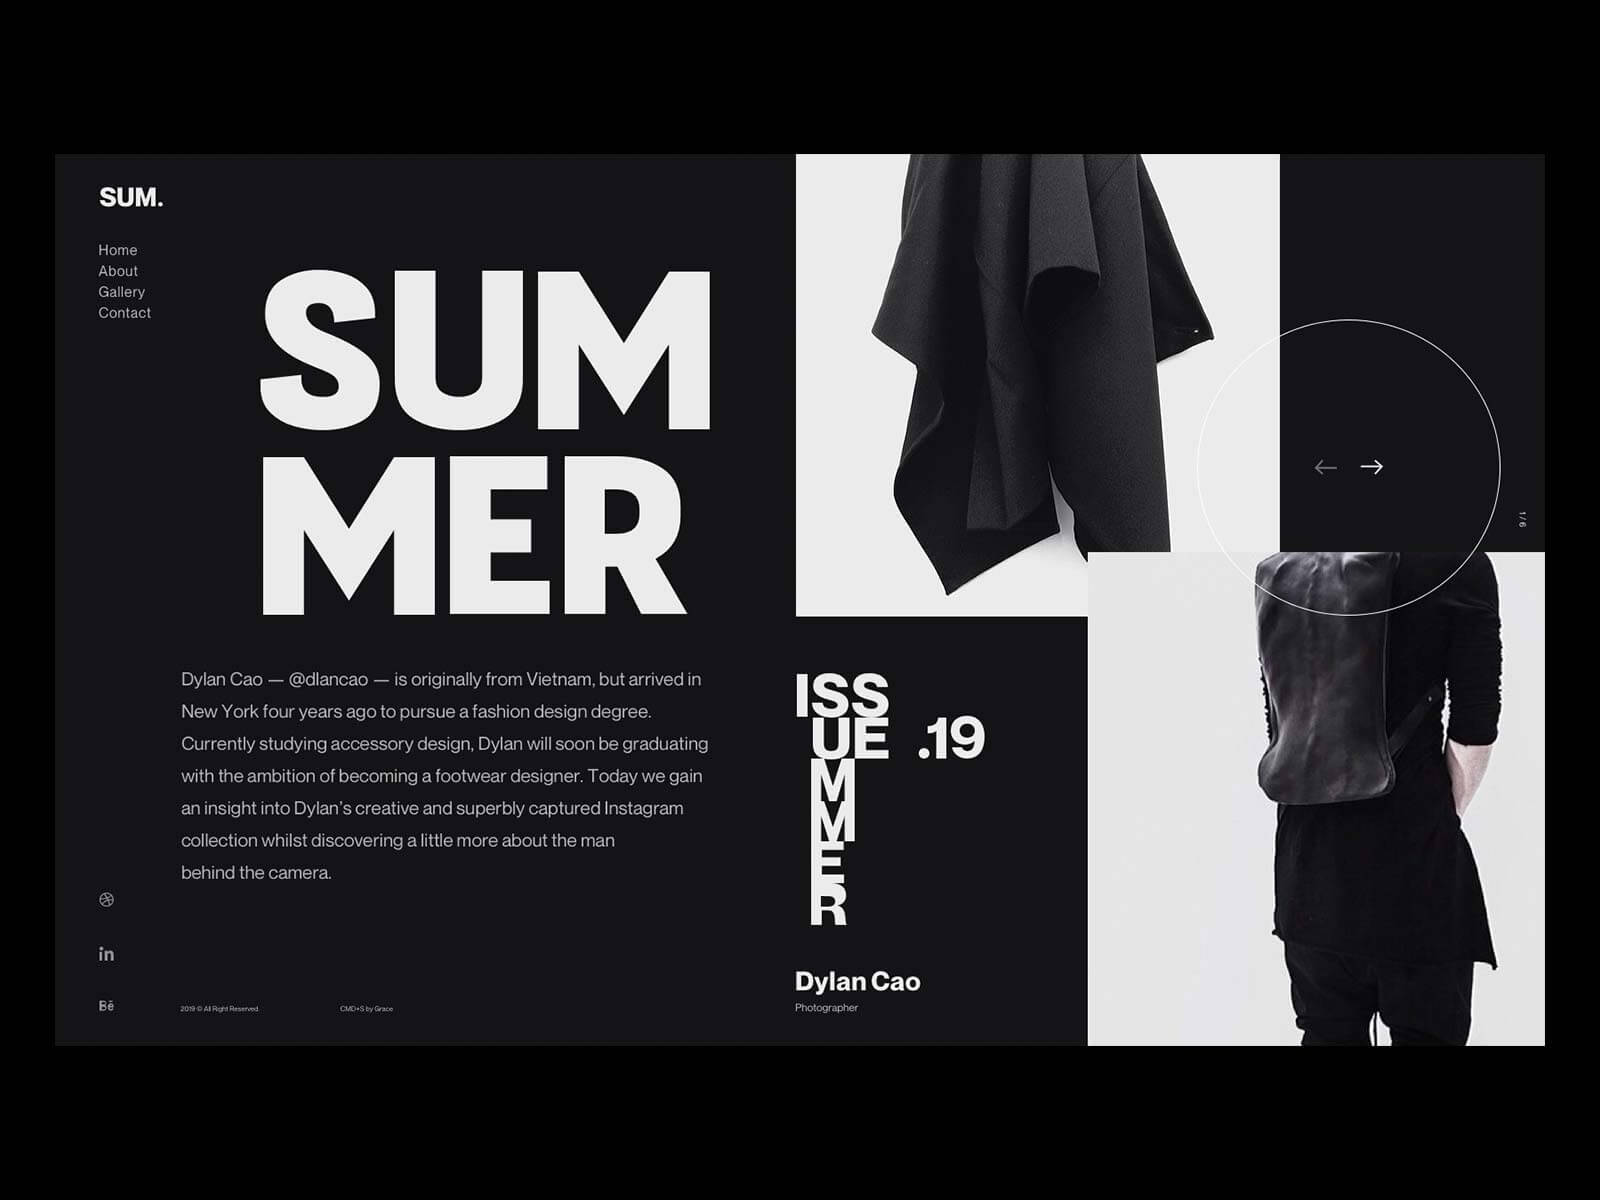 SUM.
Home
About
Gallery
Contact
SUM
MER
Dylan Cao — @dlancao — is originally from Vietnam, but arrived in
New York four years ago to pursue a fashion design degree.
Currently studying accessory design, Dylan will soon be graduating
with the ambition of becoming a footwear designer. Today we gain
an insight into Dylan’s creative and superbly captured Instagram
collection whilst discovering a little more about the man
behind the camera.
in
Bē
2019 © All Right Reserved
CMD+S by Grace
1 / 6
ISS
UE .19
M
M
E
R
Dylan Cao
Photographer